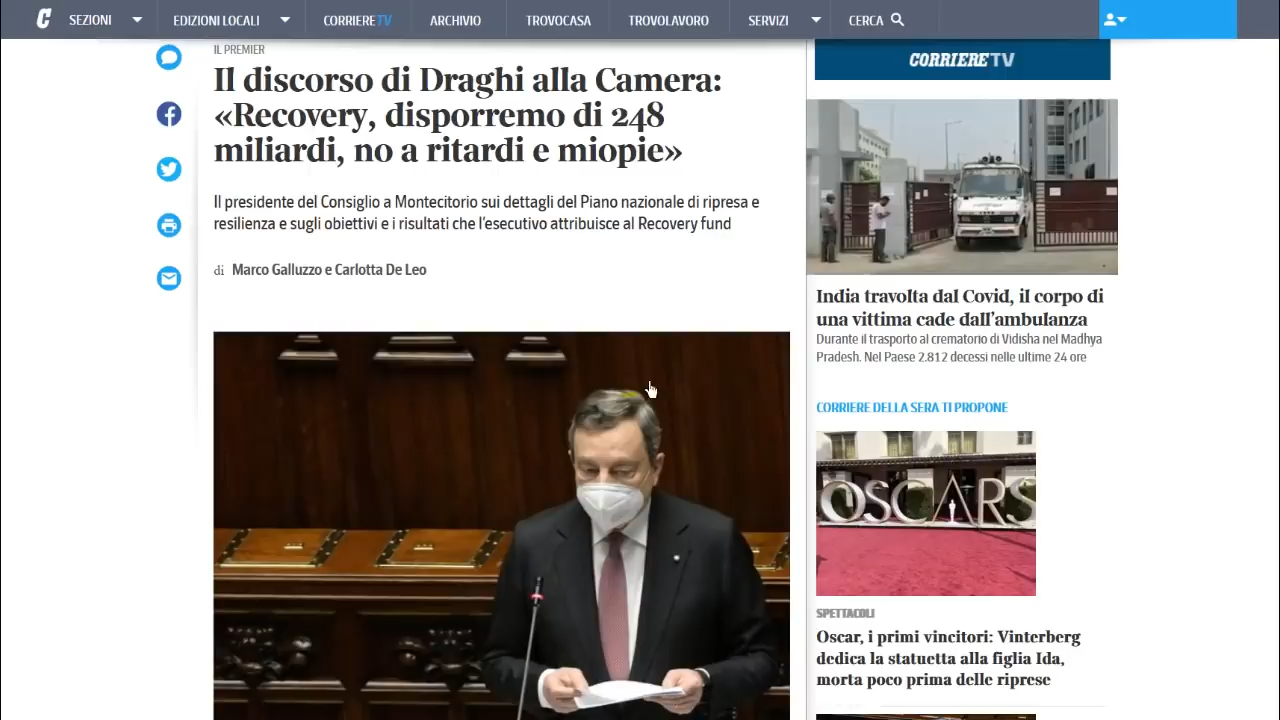 C SEZIONI EDIZIONI LOCALI CORRIERETV ARCHIVIO TROVOCASA TROVOLAVORO SERVIZI CERCA
IL PREMIER
Il discorso di Draghi alla Camera:
«Recovery, disporremo di 248
miliardi, no a ritardi e miopie»
Il presidente del Consiglio a Montecitorio sui dettagli del Piano nazionale di ripresa e
resilienza e sugli obiettivi e i risultati che l'esecutivo attribuisce al Recovery fund
di Marco Galluzzo e Carlotta De Leo
CORRIERETV
India travolta dal Covid, il corpo di
una vittima cade dall'ambulanza
Durante il trasporto al crematorio di Vidisha nel Madhya
Pradesh. Nel Paese 2.812 decessi nelle ultime 24 ore
CORRIERE DELLA SERA TI PROPONE
OSCARS
SPETTACOLI
Oscar, i primi vincitori: Vinterberg
dedica la statuetta alla figlia Ida,
morta poco prima delle riprese